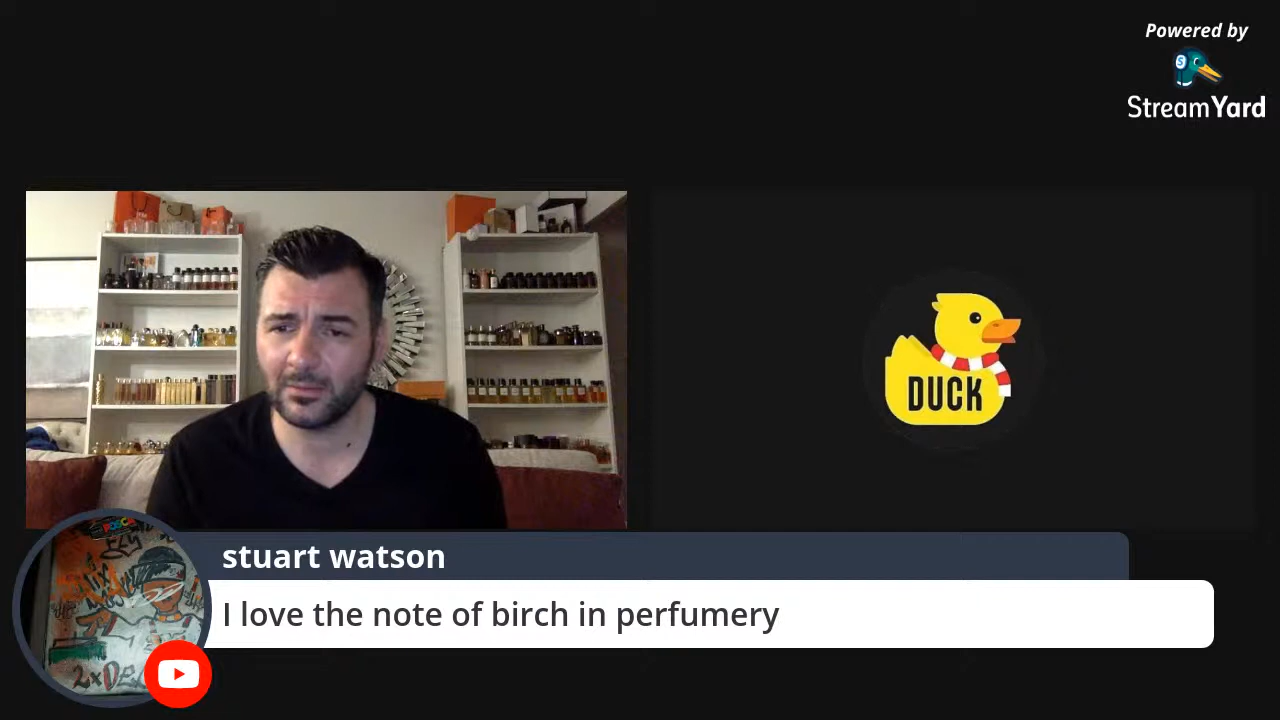 Powered by
StreamYard
DUCK
stuart watson
I love the note of birch in perfumery